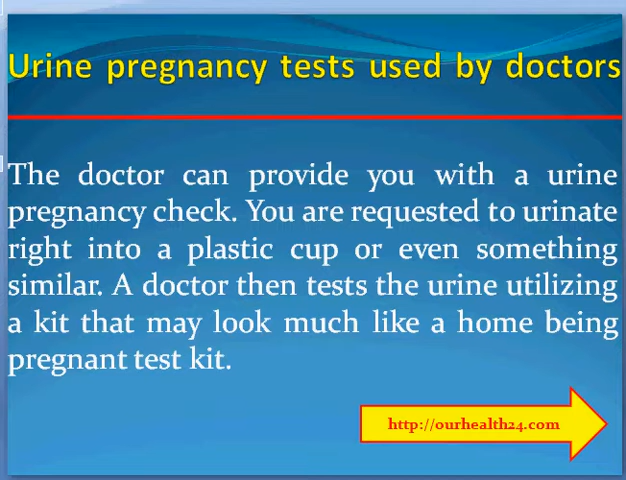 Urine pregnancy tests used by doctors
The doctor can provide you with a urine
pregnancy check. You are requested to urinate
right into a plastic cup or even something
similar. A doctor then tests the urine utilizing
a kit that may look much like a home being
pregnant test kit.
http://ourhealth24.com